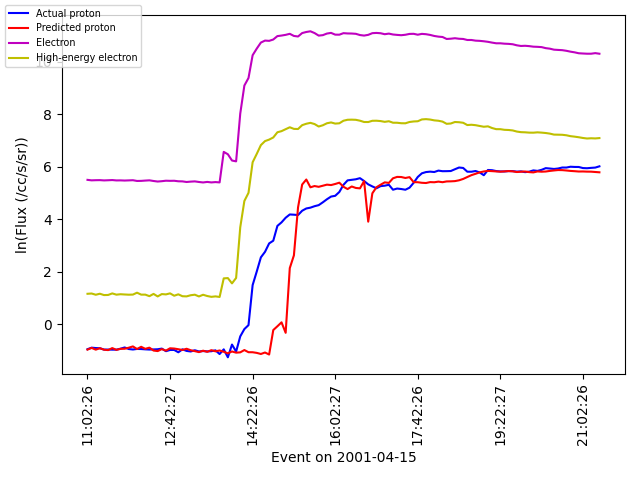 Actual proton
Predicted proton
Electron
High-energy electron
8
6
4
2
0
ln(Flux (/cc/s/sr))
11:02:26
12:42:27
14:22:26
16:02:27
17:42:26
19:22:27
21:02:26
Event on 2001-04-15